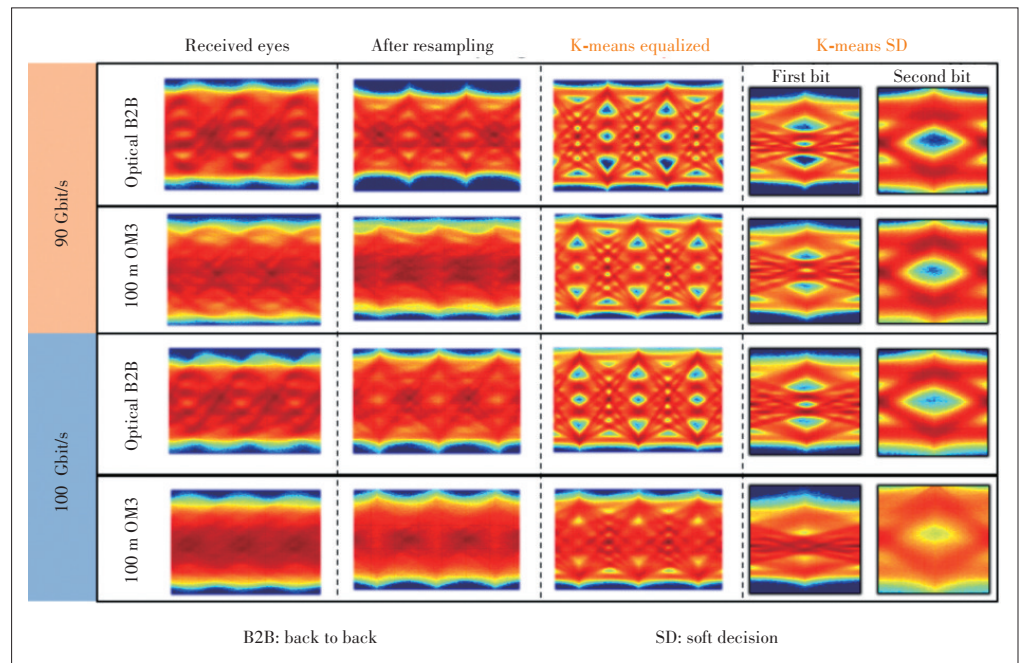 Received eyes
After resampling
K-means equalized
K-means SD
First bit
Second bit
90 Gbit/s
Optical B2B
100 m OM3
100 Gbit/s
Optical B2B
100 m OM3
B2B: back to back
SD: soft decision